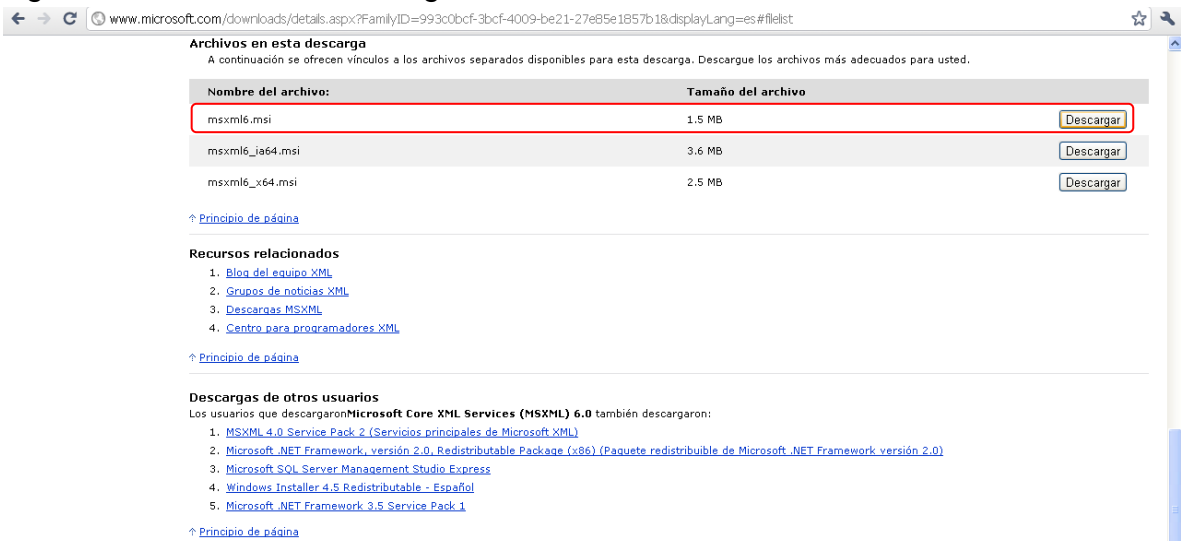 www.microsoft.com/downloads/details.aspx?FamilyID=993c0bcf-3bcf-4009-be21-27e85e1857b1&displayLang=es#filelist
Archivos en esta descarga
A continuación se ofrecen vínculos a los archivos separados disponibles para esta descarga. Descargue los archivos más adecuados para usted.
Nombre del archivo: Tamaño del archivo
msxml6.msi 1.5 MB Descargar
msxml6_ia64.msi 3.6 MB Descargar
msxml6_x64.msi 2.5 MB Descargar
↑ Principio de página
Recursos relacionados
1. Blog del equipo XML
2. Grupos de noticias XML
3. Descargas MSXML
4. Centro para programadores XML
↑ Principio de página
Descargas de otros usuarios
Los usuarios que descargaronMicrosoft Core XML Services (MSXML) 6.0 también descargaron:
1. MSXML 4.0 Service Pack 2 (Servicios principales de Microsoft XML)
2. Microsoft .NET Framework, versión 2.0, Redistributable Package (x86) (Paquete redistribuible de Microsoft .NET Framework versión 2.0)
3. Microsoft SQL Server Management Studio Express
4. Windows Installer 4.5 Redistributable - Español
5. Microsoft .NET Framework 3.5 Service Pack 1
↑ Principio de página